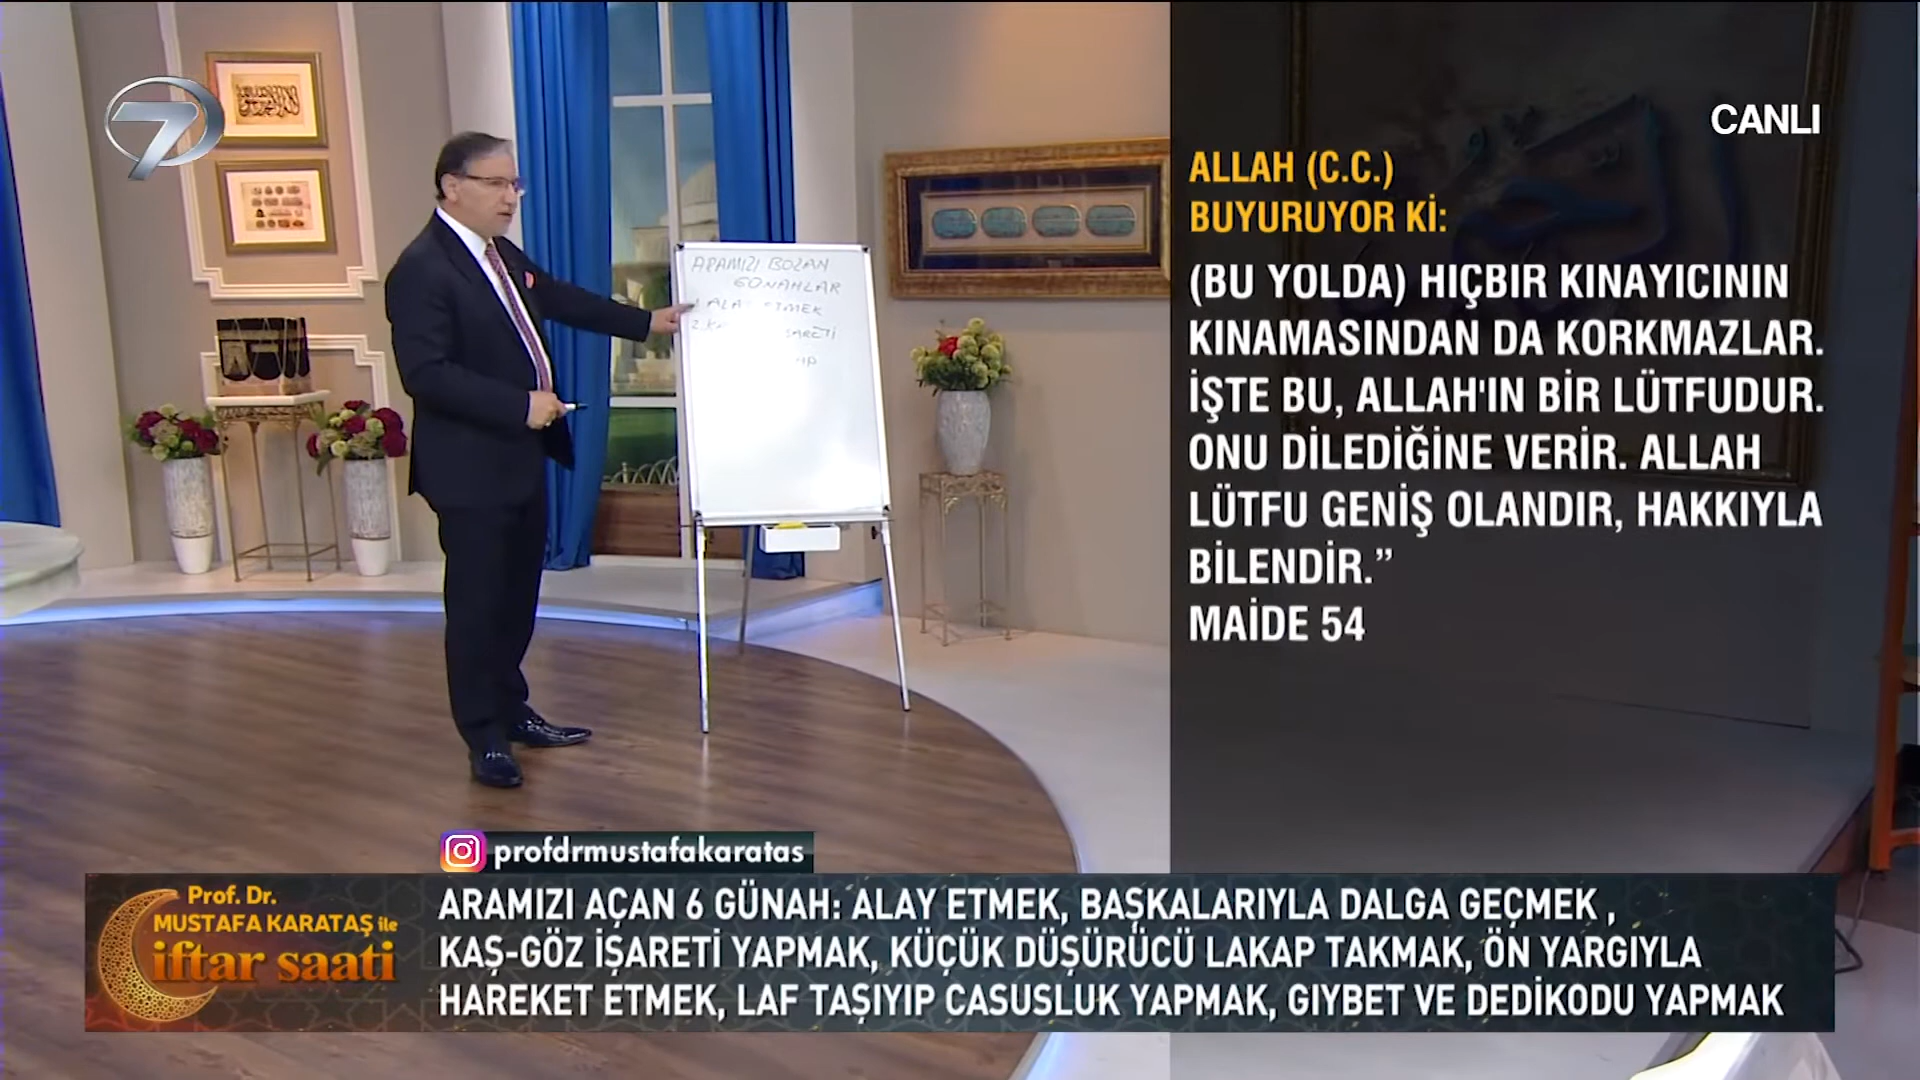 7
CANLI
ALLAH (C.C.)
BUYURUYOR Kİ:
(BU YOLDA) HIÇBIR KINAYICININ
KINAMASINDAN DA KORKMAZLAR.
İŞTE BU, ALLAH'IN BİR LÜTFUDUR.
ONU DİLEDİĞİNE VERİR. ALLAH
LÜTFU GENİŞ OLANDIR, HAKKIYLA
BİLENDİR.”
MAİDE 54
ARAMIZI BOZAN
GÜNAHLAR
ETMEK
profdrmustafakaratas
Prof. Dr.
MUSTAFA KARATAŞ ile
iftar saati
ARAMIZI AÇAN 6 GÜNAH: ALAY ETMEK, BAŞKALARIYLA DALGA GEÇMEK ,
KAŞ-GÖZ İŞARETİ YAPMAK, KÜÇÜK DÜŞÜRÜCÜ LAKAP TAKMAK, ÖN YARGIYLA
HAREKET ETMEK, LAF TAŞIYIP CASUSLUK YAPMAK, GIYBET VE DEDİKODU YAPMAK